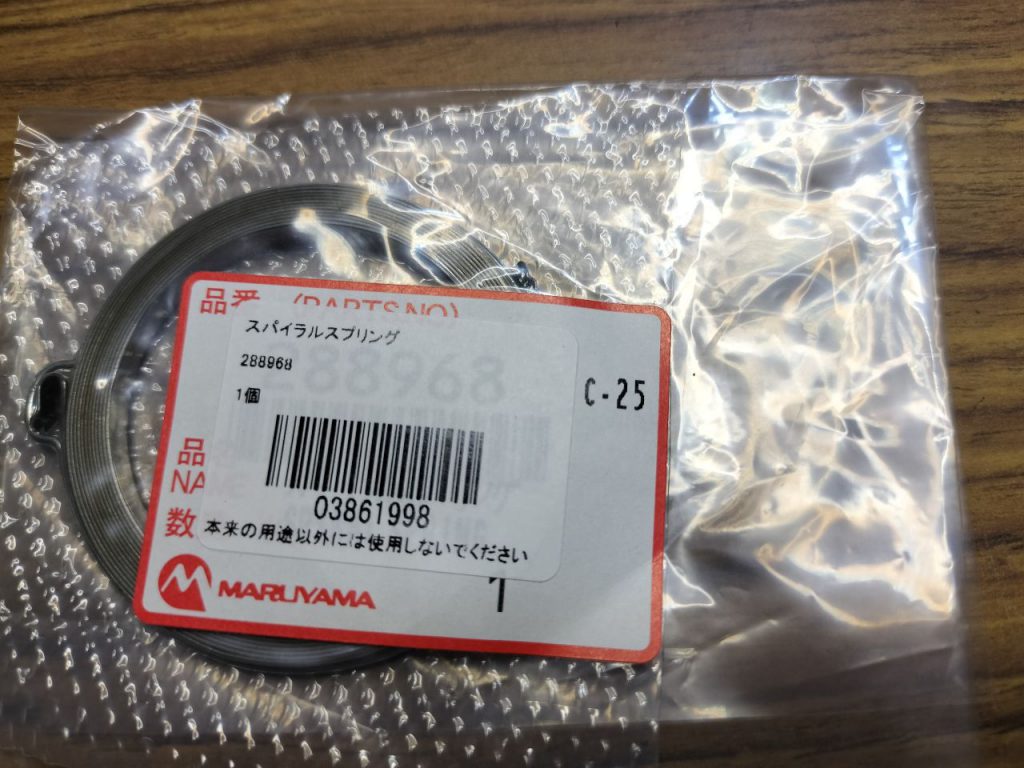 品番 (PARTS NO)
スパイラルスプリング
288968
288968
C-25
1個
品
NA
03861998
数
本来の用途以外には使用しないでください
1
MARUYAMA